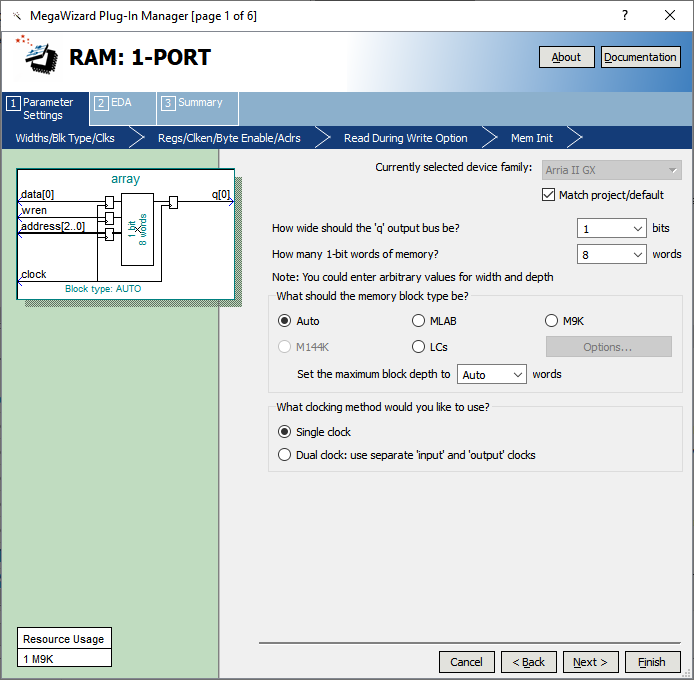 MegaWizard Plug-In Manager [page 1 of 6]
RAM: 1-PORT
About
Documentation
1 Parameter Settings
2 EDA
3 Summary
Widths/Blk Type/Clks
Regs/Clken/Byte Enable/Aclrs
Read During Write Option
Mem Init
array
data[0]
wren
address[2..0]
clock
q[0]
1 bit
8 words
Block type: AUTO
Currently selected device family:
Arria II GX
Match project/default
How wide should the 'q' output bus be?
1
bits
How many 1-bit words of memory?
8
words
Note: You could enter arbitrary values for width and depth
What should the memory block type be?
Auto
MLAB
M9K
M144K
LCs
Options...
Set the maximum block depth to
Auto
words
What clocking method would you like to use?
Single clock
Dual clock: use separate 'input' and 'output' clocks
Resource Usage
1 M9K
Cancel
< Back
Next >
Finish